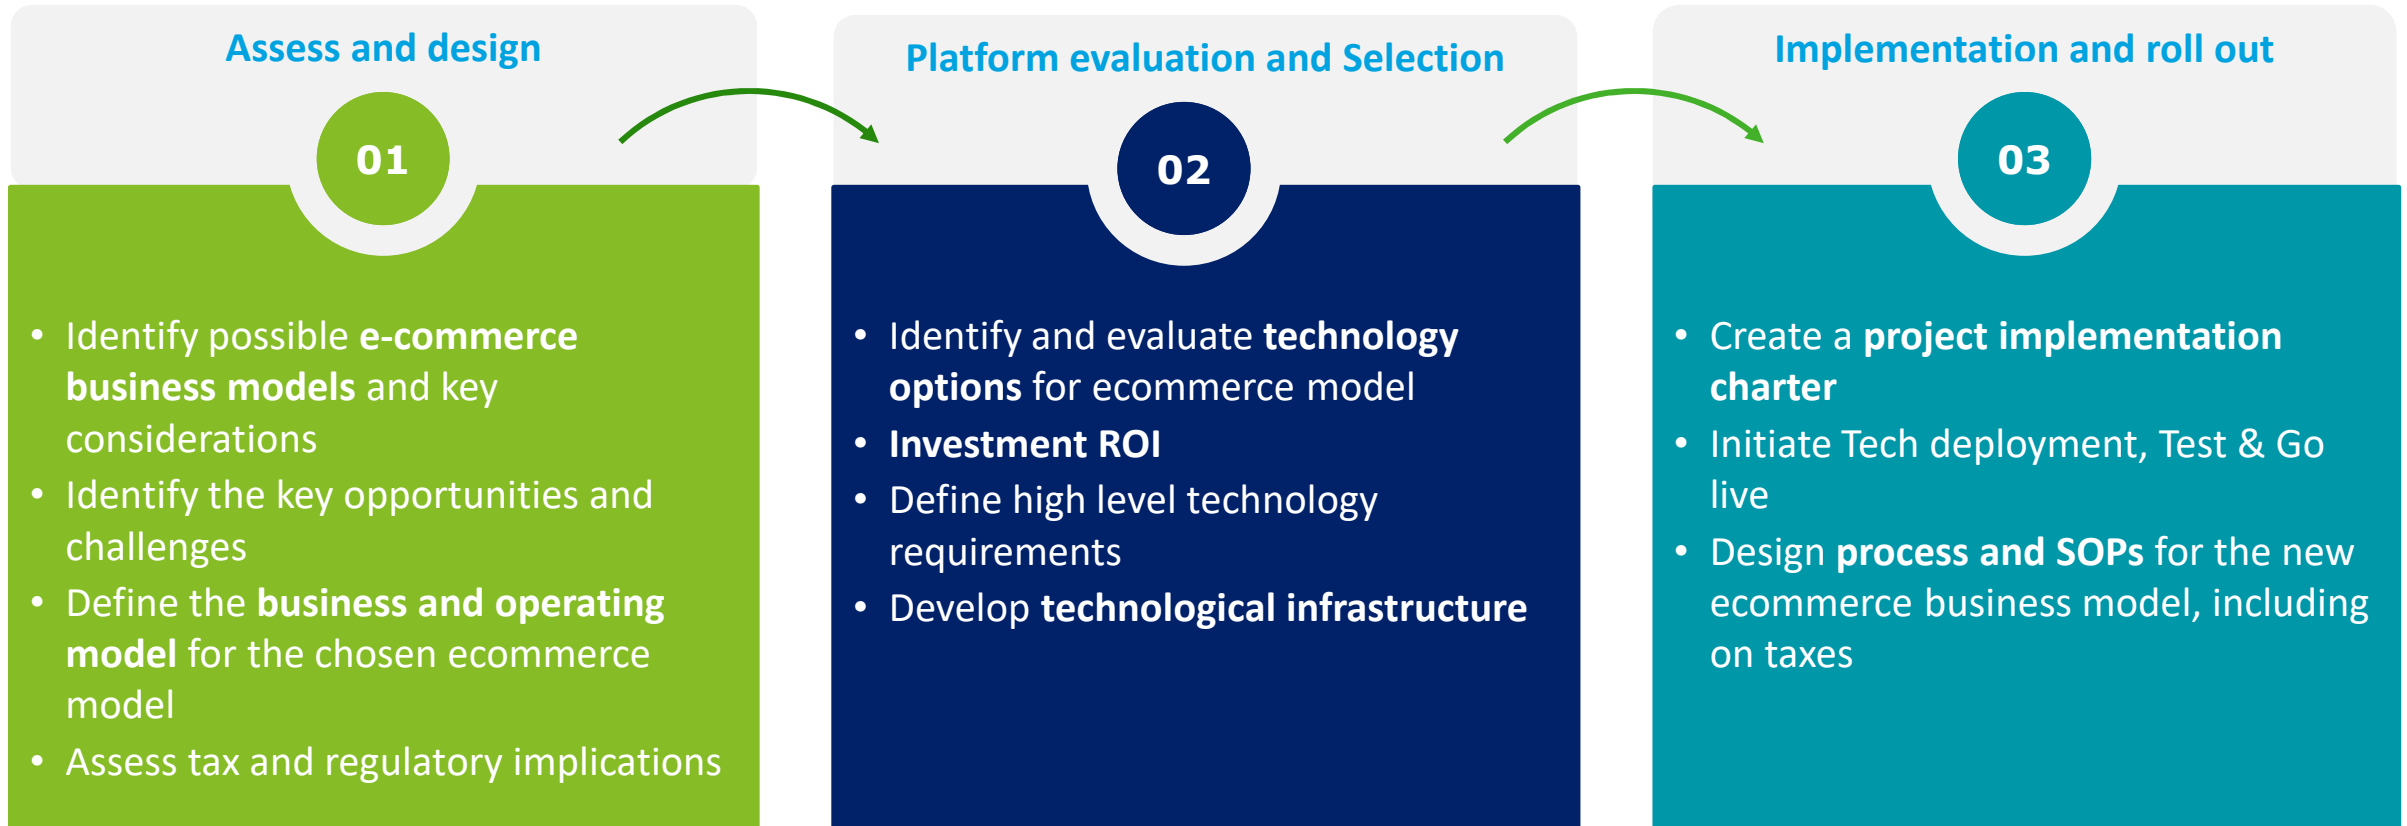 Assess and design
01
• Identify possible e-commerce
business models and key
considerations
• Identify the key opportunities and
challenges
• Define the business and operating
model for the chosen ecommerce
model
• Assess tax and regulatory implications
Platform evaluation and Selection
02
• Identify and evaluate technology
options for ecommerce model
• Investment ROI
• Define high level technology
requirements
• Develop technological infrastructure
Implementation and roll out
03
• Create a project implementation
charter
• Initiate Tech deployment, Test & Go
live
• Design process and SOPs for the new
ecommerce business model, including
on taxes